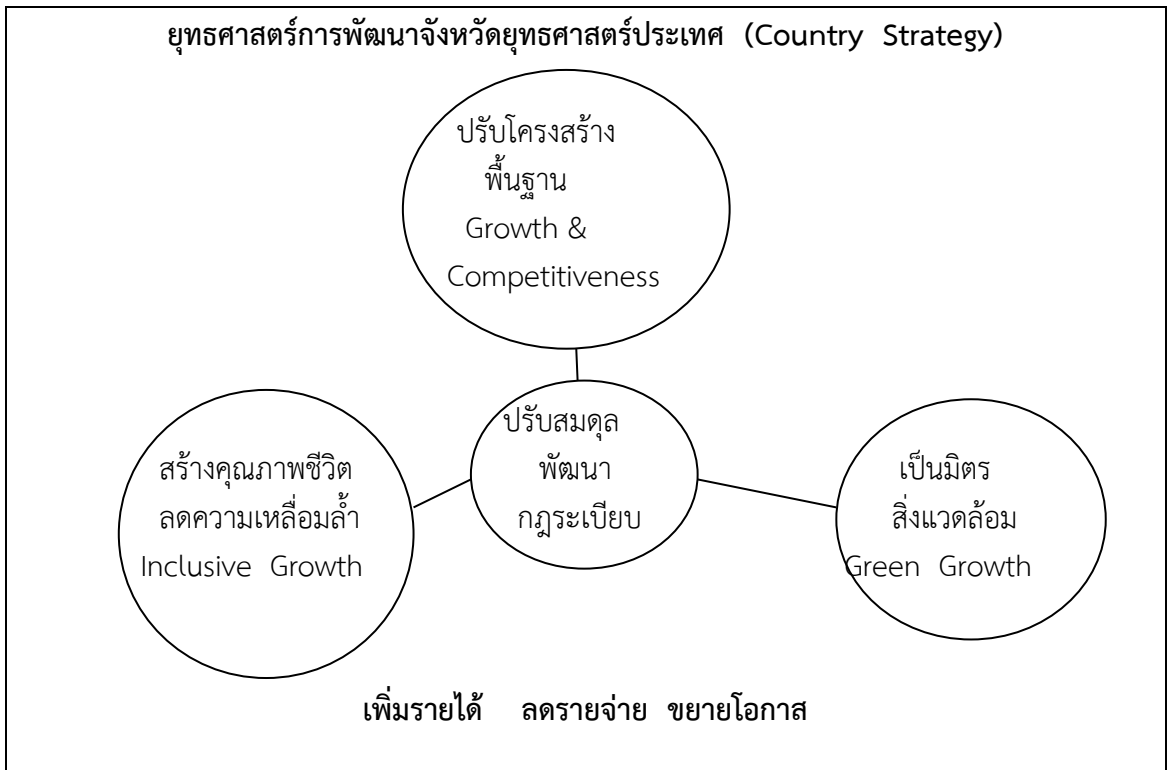 ยุทธศาสตร์การพัฒนาจังหวัดยุทธศาสตร์ประเทศ (Country Strategy)
ปรับโครงสร้าง
พื้นฐาน
Growth &
Competitiveness
ปรับสมดุล
พัฒนา
กฎระเบียบ
สร้างคุณภาพชีวิต
ลดความเหลื่อมล้ำ
Inclusive Growth
เป็นมิตร
สิ่งแวดล้อม
Green Growth
เพิ่มรายได้ ลดรายจ่าย ขยายโอกาส